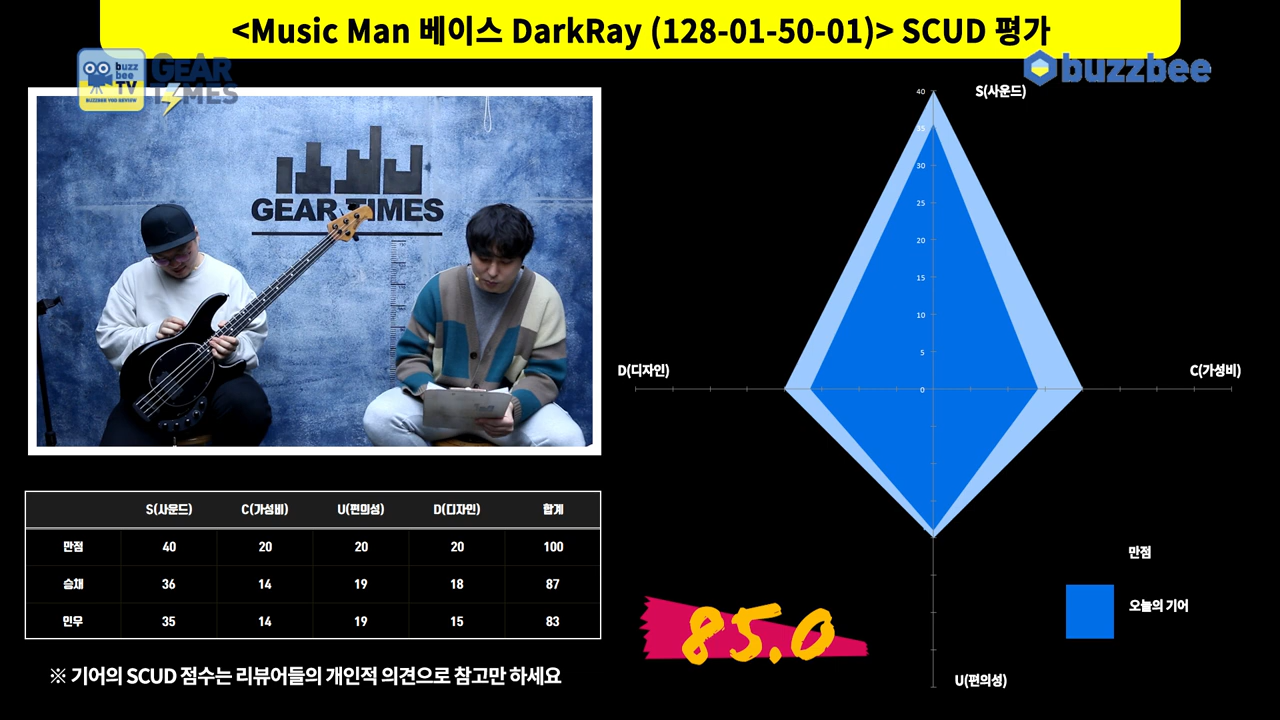 <Music Man 베이스 DarkRay (128-01-50-01)> SCUD 평가
buzz
bee
TV
BUZZBEE YOU REVIEW
GEAR
TIMES
buzzbee
GEAR TIMES
S(사운드)
40
35
30
25
20
15
10
5
0
D(디자인)
C(가성비)
U(편의성)
만점
오늘의 기어
S(사운드) C(가성비) U(편의성) D(디자인) 합계
만점 40 20 20 20 100
승채 36 14 19 18 87
민우 35 14 19 15 83
85.0
※ 기어의 SCUD 점수는 리뷰어들의 개인적 의견으로 참고만 하세요